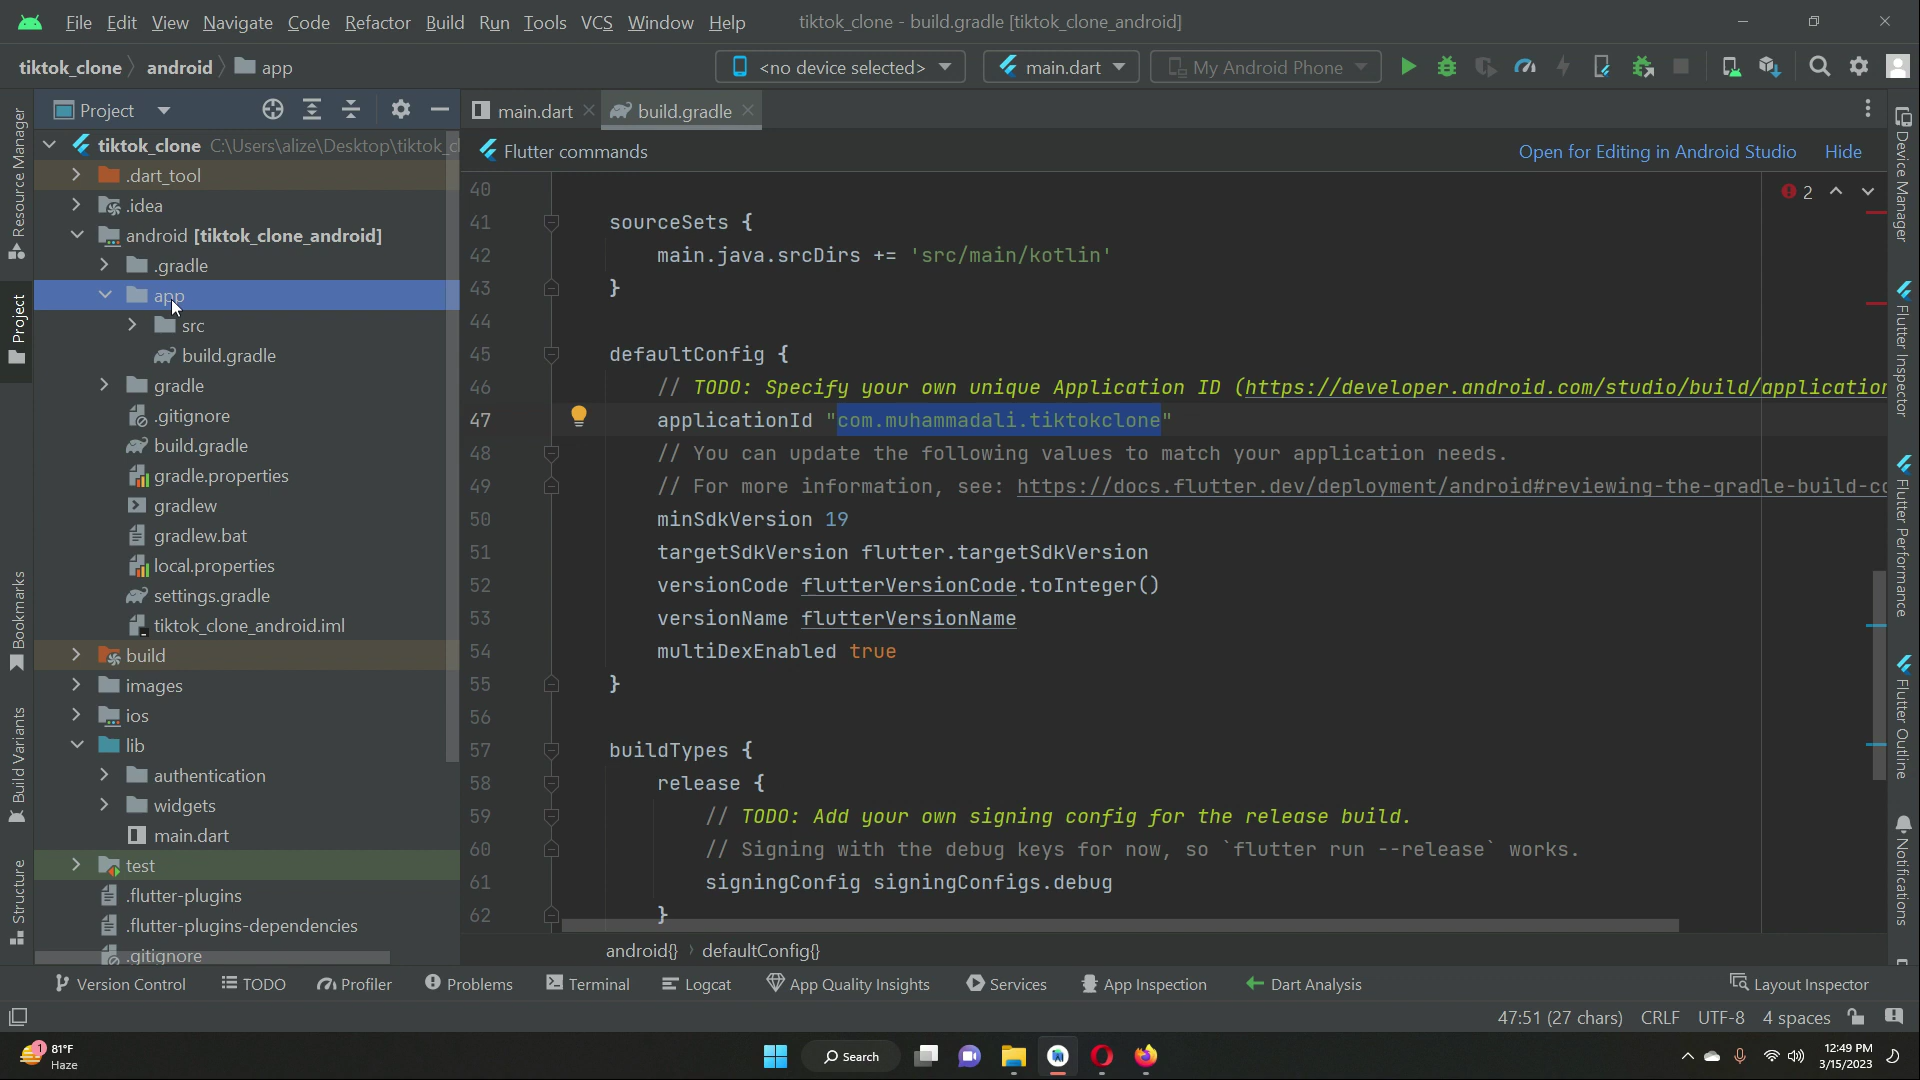 File Edit View Navigate Code Refactor Build Run Tools VCS Window Help tiktok_clone - build.gradle [tiktok_clone_android]
tiktok_clone android app <no device selected> main.dart My Android Phone
Project main.dart build.gradle
tiktok_clone C:\Users\alize\Desktop\tiktok_cl
Flutter commands Open for Editing in Android Studio Hide
.dart_tool
.idea
android [tiktok_clone_android]
.gradle
app
src
build.gradle
gradle
.gitignore
build.gradle
gradle.properties
gradlew
gradlew.bat
local.properties
settings.gradle
tiktok_clone_android.iml
build
images
ios
lib
authentication
widgets
main.dart
test
.flutter-plugins
.flutter-plugins-dependencies
.gitignore
2
40
41 sourceSets {
42 main.java.srcDirs += 'src/main/kotlin'
43 }
44
45 defaultConfig {
46 // TODO: Specify your own unique Application ID (https://developer.android.com/studio/build/application
47 applicationId "com.muhammadali.tiktokclone"
48 // You can update the following values to match your application needs.
49 // For more information, see: https://docs.flutter.dev/deployment/android#reviewing-the-gradle-build-co
50 minSdkVersion 19
51 targetSdkVersion flutter.targetSdkVersion
52 versionCode flutterVersionCode.toInteger()
53 versionName flutterVersionName
54 multiDexEnabled true
55 }
56
57 buildTypes {
58 release {
59 // TODO: Add your own signing config for the release build.
60 // Signing with the debug keys for now, so `flutter run --release` works.
61 signingConfig signingConfigs.debug
62 }
android{} defaultConfig{}
Resource Manager
Project
Bookmarks
Build Variants
Structure
Device Manager
Flutter Inspector
Flutter Performance
Flutter Outline
Notifications
Version Control TODO Profiler Problems Terminal Logcat App Quality Insights Services App Inspection Dart Analysis Layout Inspector
47:51 (27 chars) CRLF UTF-8 4 spaces
1
81°F
Haze
Search
12:49 PM
3/15/2023